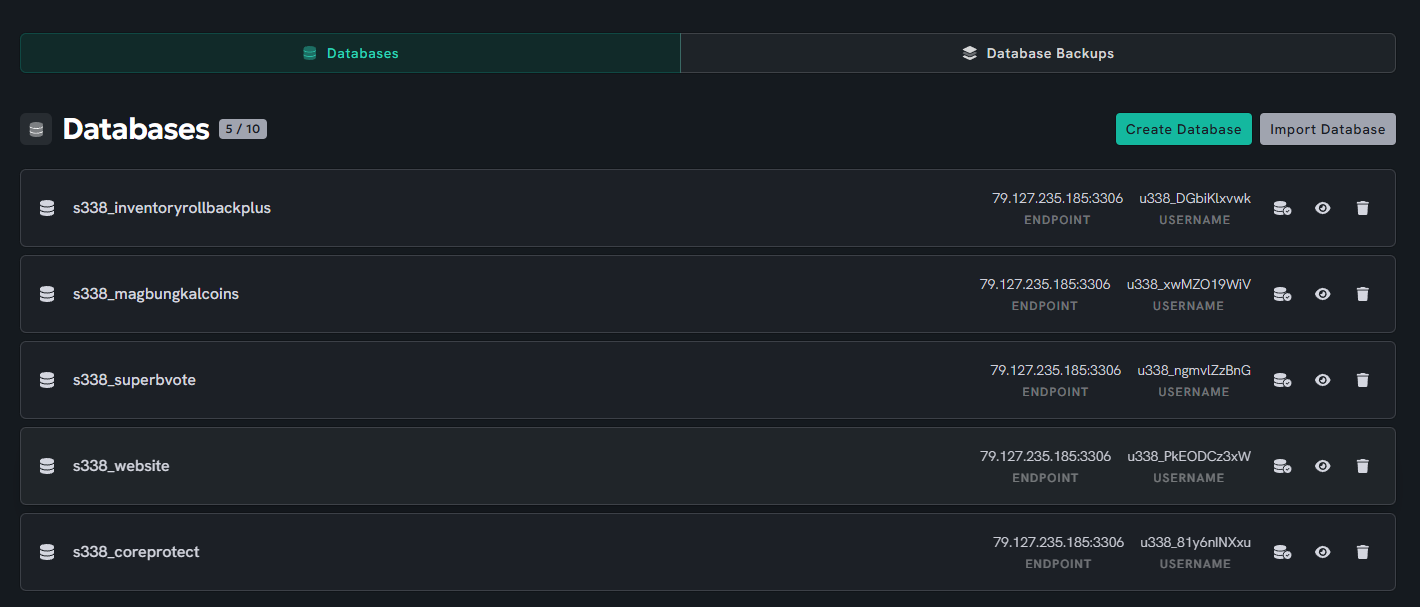 Databases
Database Backups
Databases 5 / 10
Create Database Import Database
s338_inventoryrollbackplus
79.127.235.185:3306 u338_DGbiKlxvwk
ENDPOINT USERNAME
s338_magbungkalcoins
79.127.235.185:3306 u338_xwMZO19WiV
ENDPOINT USERNAME
s338_superbvote
79.127.235.185:3306 u338_ngmvlZzBnG
ENDPOINT USERNAME
s338_website
79.127.235.185:3306 u338_PkEODCz3xW
ENDPOINT USERNAME
s338_coreprotect
79.127.235.185:3306 u338_81y6nlNXxu
ENDPOINT USERNAME